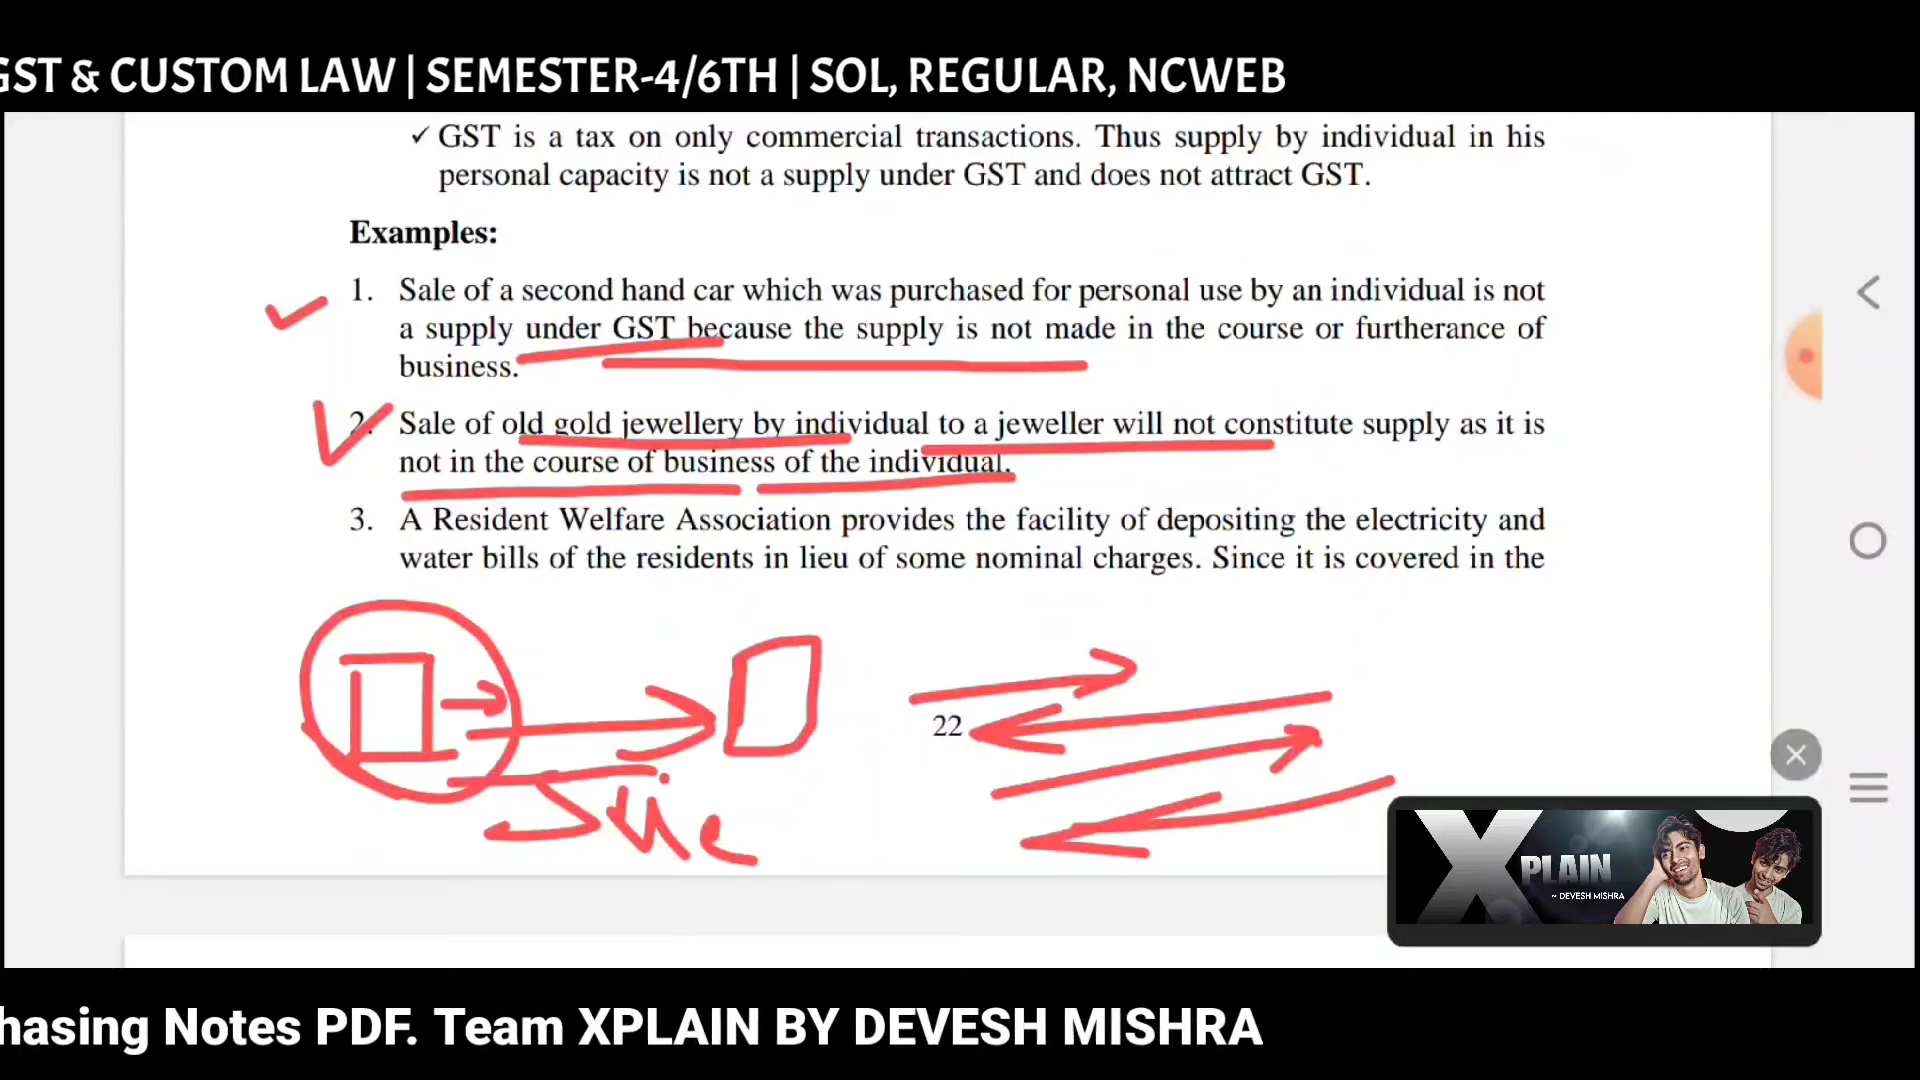 GST & CUSTOM LAW | SEMESTER-4/6TH | SOL, REGULAR, NCWEB
✓ GST is a tax on only commercial transactions. Thus supply by individual in his
personal capacity is not a supply under GST and does not attract GST.
Examples:
1. Sale of a second hand car which was purchased for personal use by an individual is not
a supply under GST because the supply is not made in the course or furtherance of
business.
2. Sale of old gold jewellery by individual to a jeweller will not constitute supply as it is
not in the course of business of the individual.
3. A Resident Welfare Association provides the facility of depositing the electricity and
water bills of the residents in lieu of some nominal charges. Since it is covered in the
22
XPLAIN
~ DEVESH MISHRA
hasing Notes PDF. Team XPLAIN BY DEVESH MISHRA